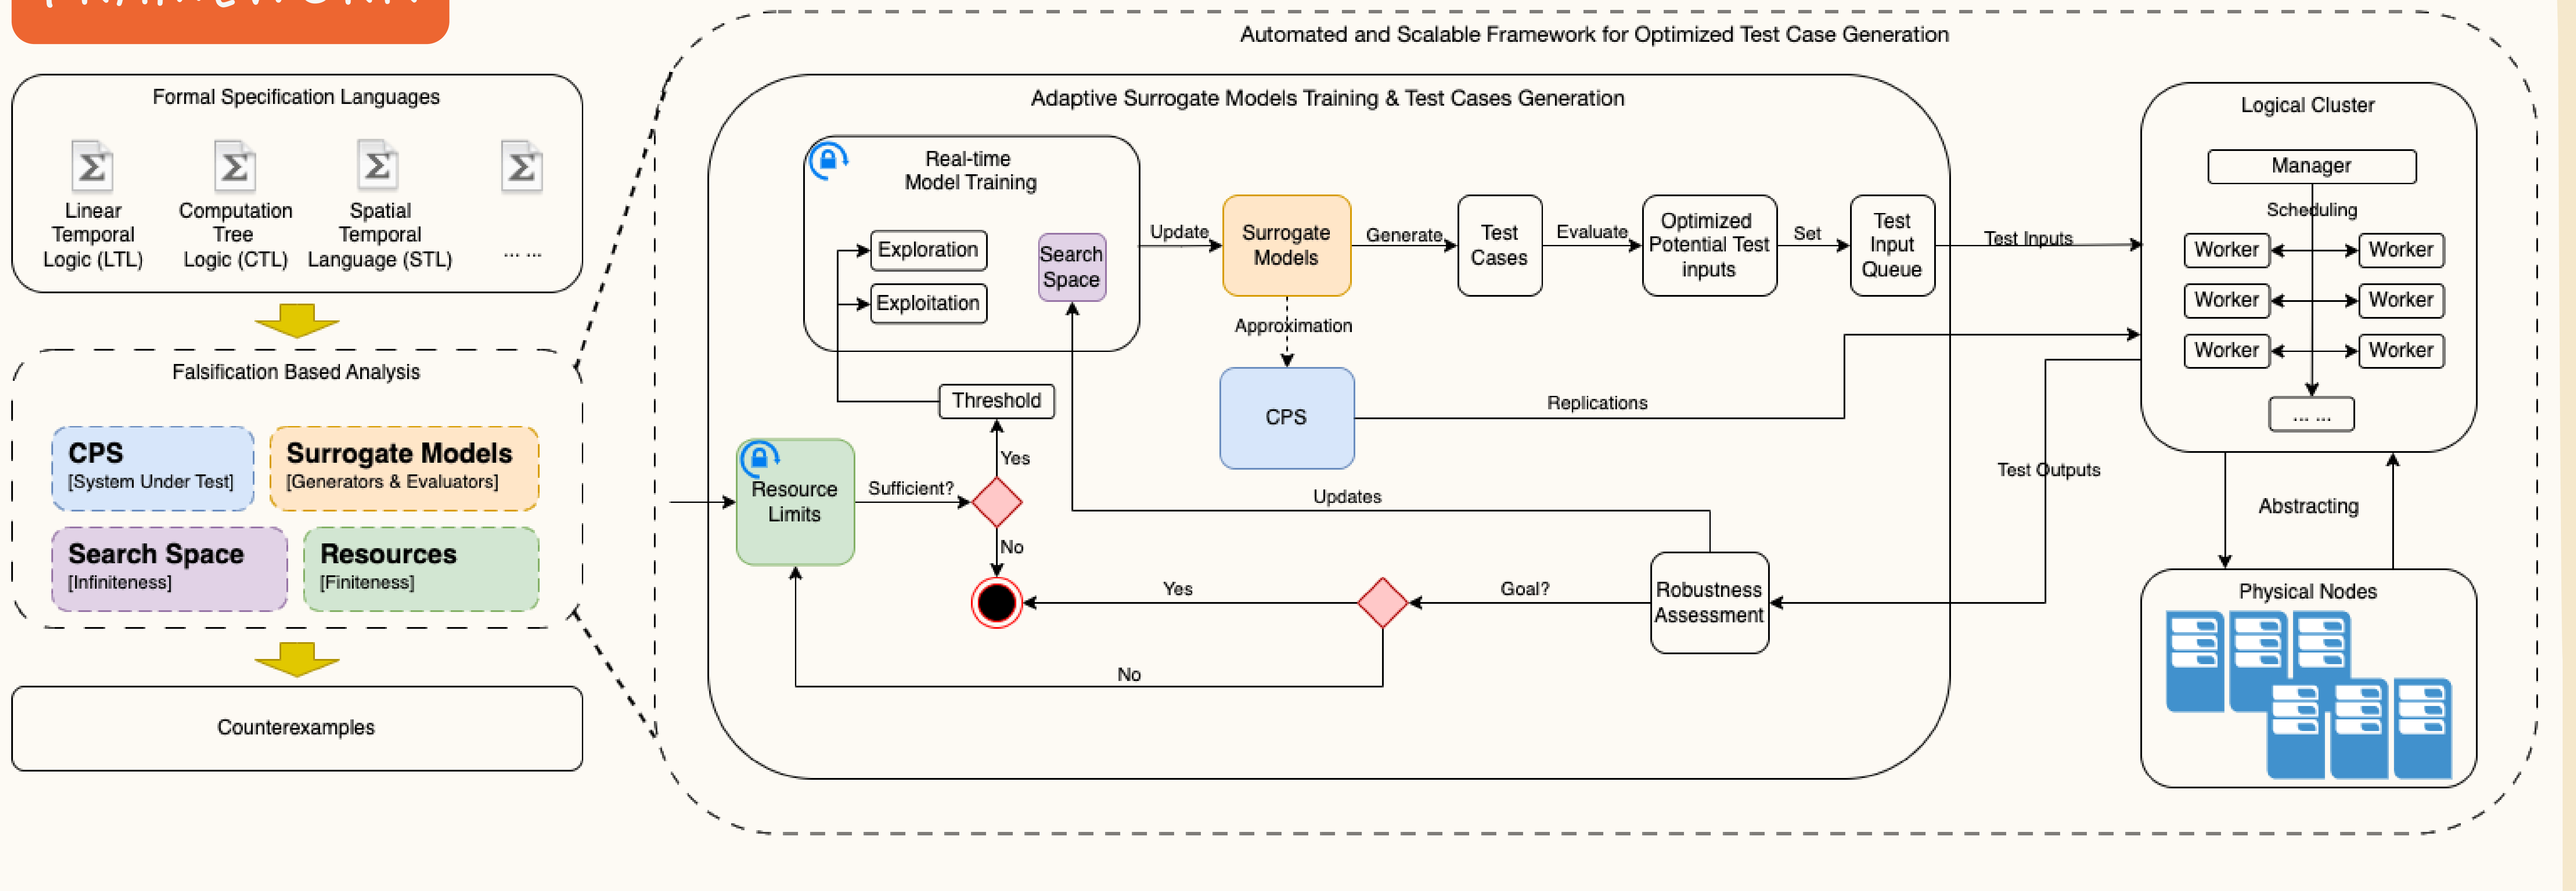 Automated and Scalable Framework for Optimized Test Case Generation
Formal Specification Languages
Linear
Temporal
Logic (LTL)
Computation
Tree
Logic (CTL)
Spatial
Temporal
Language (STL)
... ...
Falsification Based Analysis
CPS
[System Under Test]
Surrogate Models
[Generators & Evaluators]
Search Space
[Infiniteness]
Resources
[Finiteness]
Counterexamples
Adaptive Surrogate Models Training & Test Cases Generation
Real-time
Model Training
Exploration
Exploitation
Search
Space
Update
Surrogate
Models
Generate
Test
Cases
Evaluate
Optimized
Potential Test
inputs
Set
Test
Input
Queue
Test Inputs
Approximation
CPS
Replications
Threshold
Yes
Resource
Limits
Sufficient?
No
Updates
Robustness
Assessment
Goal?
Yes
No
Test Outputs
Logical Cluster
Manager
Scheduling
Worker
Worker
Worker
Worker
Worker
Worker
... ...
Abstracting
Physical Nodes